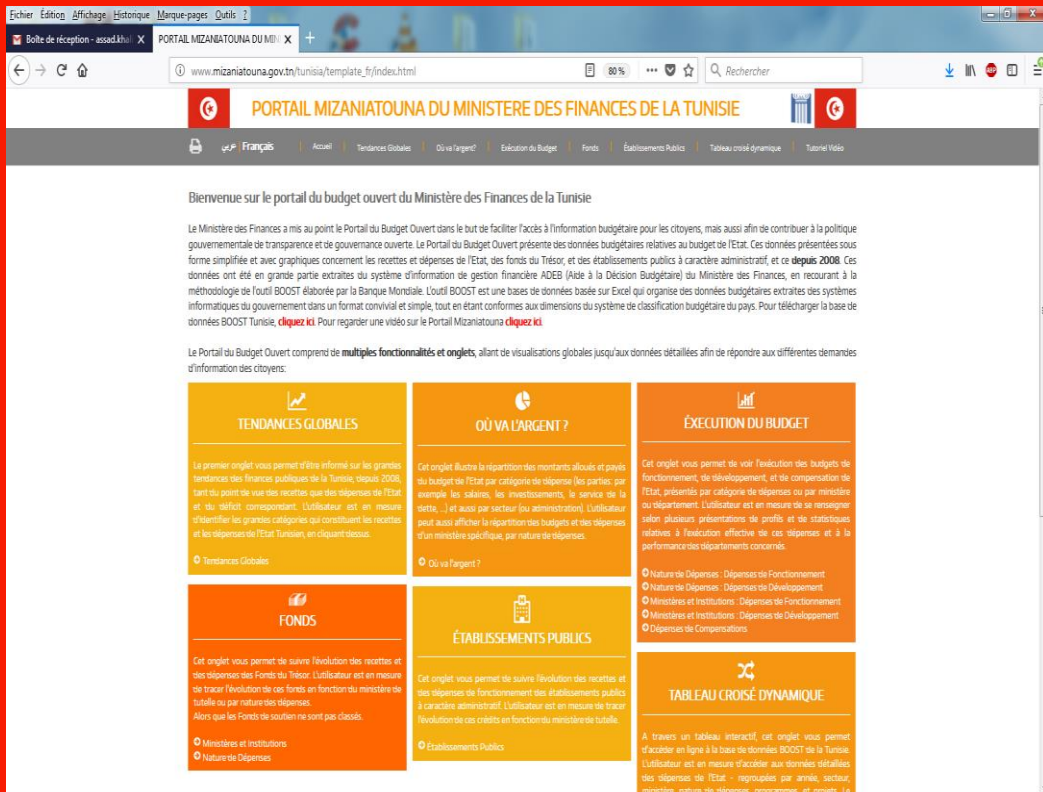 Fichier Édition Affichage Historique Marque-pages Outils ?
Boîte de réception - assad.khal
PORTAIL MIZANIATOUNA DU MIN
www.mizaniatouna.gov.tn/tunisia/template_fr/index.html
80 %
Rechercher
PORTAIL MIZANIATOUNA DU MINISTERE DES FINANCES DE LA TUNISIE
عربي | Français | Accueil | Tendances Globales | Où va l'argent? | Exécution du Budget | Fonds | Établissements Publics | Tableau croisé dynamique | Tutoriel Vidéo
Bienvenue sur le portail du budget ouvert du Ministère des Finances de la Tunisie
Le Ministère des Finances a mis au point le Portail du Budget Ouvert dans le but de faciliter l'accès à l'information budgétaire pour les citoyens, mais aussi afin de contribuer à la politique
gouvernementale de transparence et de gouvernance ouverte. Le Portail du Budget Ouvert présente des données budgétaires relatives au budget de l'Etat. Ces données présentées sous
forme simplifiée et avec graphiques concernent les recettes et dépenses de l'Etat, des fonds du Trésor, et des établissements publics à caractère administratif, et ce depuis 2008. Ces
données ont été en grande partie extraites du système d'information de gestion financière ADEB (Aide à la Décision Budgétaire) du Ministère des Finances, en recourant à la
méthodologie de l'outil BOOST élaborée par la Banque Mondiale. L'outil BOOST est une bases de données basée sur Excel qui organise des données budgétaires extraites des systèmes
informatiques du gouvernement dans un format convivial et simple, tout en étant conformes aux dimensions du système de classification budgétaire du pays. Pour télécharger la base de
données BOOST Tunisie, cliquez ici. Pour regarder une vidéo sur le Portail Mizaniatouna cliquez ici.
Le Portail du Budget Ouvert comprend de multiples fonctionnalités et onglets, allant de visualisations globales jusqu'aux données détaillées afin de répondre aux différentes demandes
d'information des citoyens:
TENDANCES GLOBALES
La premier onglet vous permet d'être informé sur les grandes
tendances des finances publiques de la Tunisie, depuis 2008,
tant du point de vue des recettes que des dépenses de l'Etat
et du déficit correspondant. L'utilisateur est en mesure
d'identifier les grandes catégories qui constituent les recettes
et les dépenses de l'Etat Tunisien, en cliquant dessus.
Tendances Globales
OÙ VA L'ARGENT ?
Cet onglet illustre la répartition des montants alloués et payés
du budget de l'Etat par catégorie de dépense (les parties: par
exemple les salaires, les investissements, le service de la
dette, ...) et aussi par secteur (ou administration). L'utilisateur
peut aussi afficher la répartition des budgets et des dépenses
d'un ministère spécifique, par nature de dépenses.
Où va l'argent ?
ÉXECUTION DU BUDGET
Cet onglet vous permet de voir l'exécution des budgets de
fonctionnement, de développement, et de compensation de
l'Etat, présentés par catégorie de dépenses ou par ministère
ou département. L'utilisateur est en mesure de se renseigner
selon plusieurs présentations de profils et de statistiques
relatives à l'exécution effective de ces dépenses et à la
performance des départements concernés.
Nature de Dépenses : Dépenses de Fonctionnement
Nature de Dépenses : Dépenses de Développement
Ministères et Institutions : Dépenses de Fonctionnement
Ministères et Institutions : Dépenses de Développement
Dépenses de Compensations
FONDS
Cet onglet vous permet de suivre l'évolution des recettes et
des dépenses des Fonds du Trésor. L'utilisateur est en mesure
de tracer l'évolution de ces fonds en fonction du ministère de
tutelle ou par nature des dépenses.
Alors que les Fonds de soutien ne sont pas classés.
Ministères et Institutions
Nature de Dépenses
ÉTABLISSEMENTS PUBLICS
Cet onglet vous permet de suivre l'évolution des recettes et
des dépenses de fonctionnement des établissements publics
à caractère administratif. L'utilisateur est en mesure de tracer
l'évolution de ces crédits en fonction du ministère de tutelle.
Établissements Publics
TABLEAU CROISÉ DYNAMIQUE
A travers un tableau interactif, cet onglet vous permet
d'accéder en ligne à la base de données BOOST de la Tunisie.
L'utilisateur est en mesure d'accéder aux données détaillées
des dépenses de l'Etat - regroupées par année, secteur,
ministère, nature de dépenses, programmes, et projets. Le